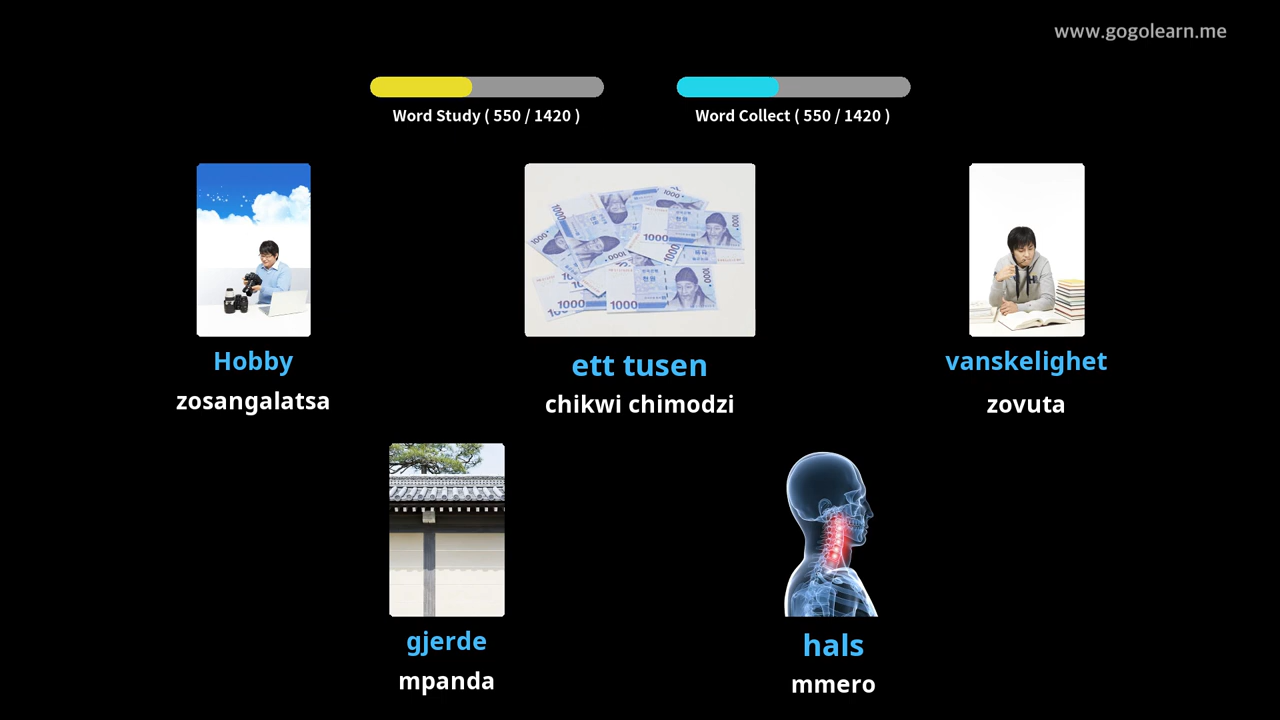 www.gogolearn.me
Word Study ( 550 / 1420 )
Word Collect ( 550 / 1420 )
Hobby
zosangalatsa
ett tusen
chikwi chimodzi
vanskelighet
zovuta
gjerde
mpanda
hals
mmero